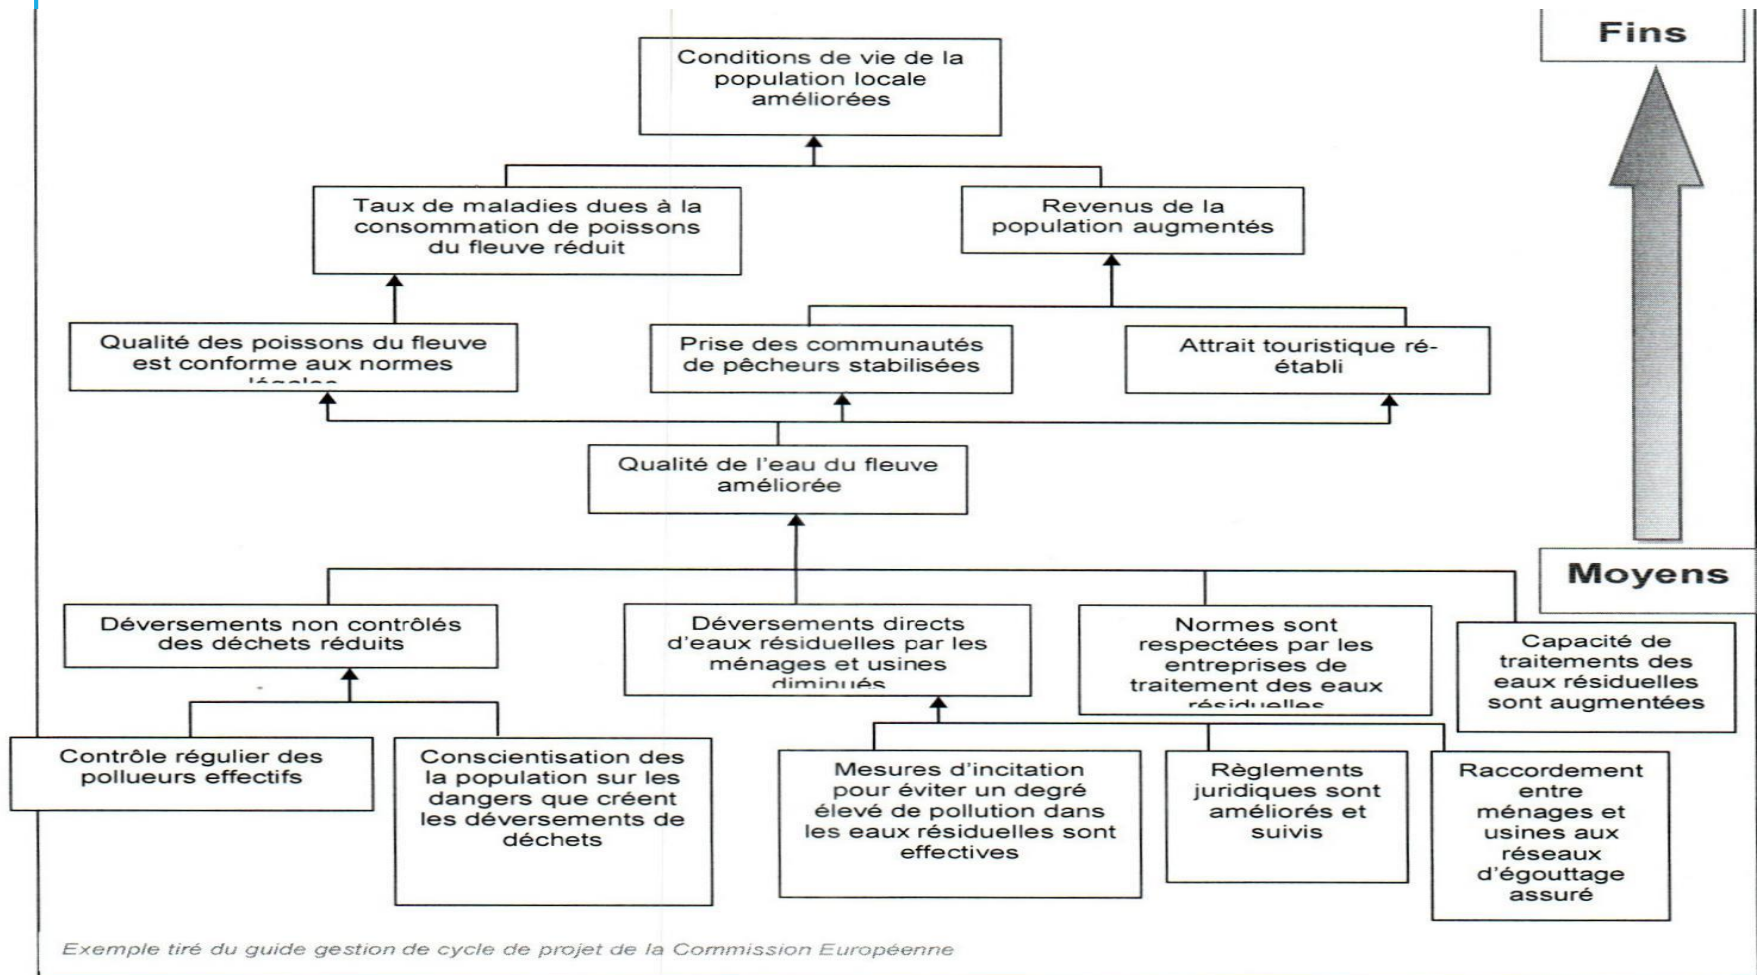 Fins
Conditions de vie de la
population locale
améliorées
Taux de maladies dues à la
consommation de poissons
du fleuve réduit
Revenus de la
population augmentés
Qualité des poissons du fleuve
est conforme aux normes
légales
Prise des communautés
de pêcheurs stabilisées
Attrait touristique ré-
établi
Qualité de l'eau du fleuve
améliorée
Moyens
Déversements non contrôlés
des déchets réduits
Déversements directs
d'eaux résiduelles par les
ménages et usines
diminués
Normes sont
respectées par les
entreprises de
traitement des eaux
résiduelles
Capacité de
traitements des
eaux résiduelles
sont augmentées
Contrôle régulier des
pollueurs effectifs
Conscientisation des
la population sur les
dangers que créent
les déversements de
déchets
Mesures d'incitation
pour éviter un degré
élevé de pollution dans
les eaux résiduelles sont
effectives
Règlements
juridiques sont
améliorés et
suivis
Raccordement
entre
ménages et
usines aux
réseaux
d'égouttage
assuré
Exemple tiré du guide gestion de cycle de projet de la Commission Européenne